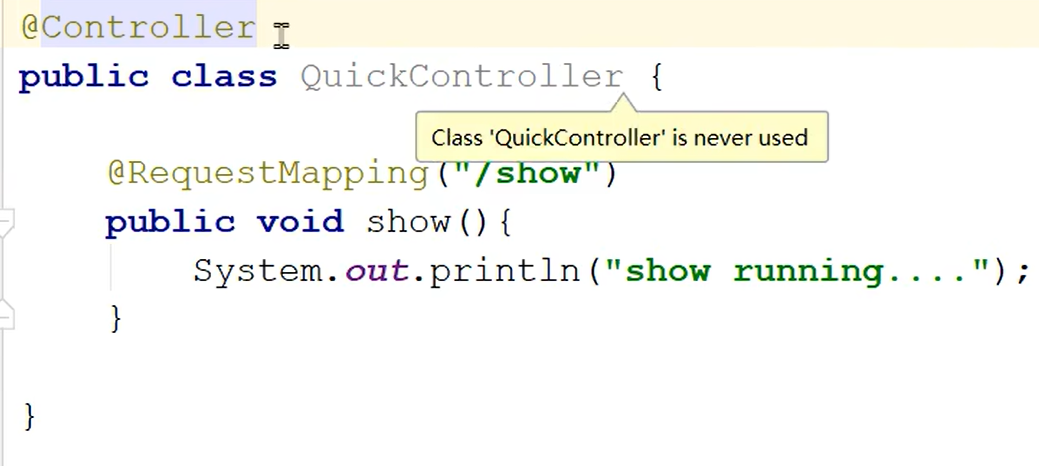 @Controller
public class QuickController {
Class 'QuickController' is never used
@RequestMapping("/show")
public void show(){
System.out.println("show running....");
}
}